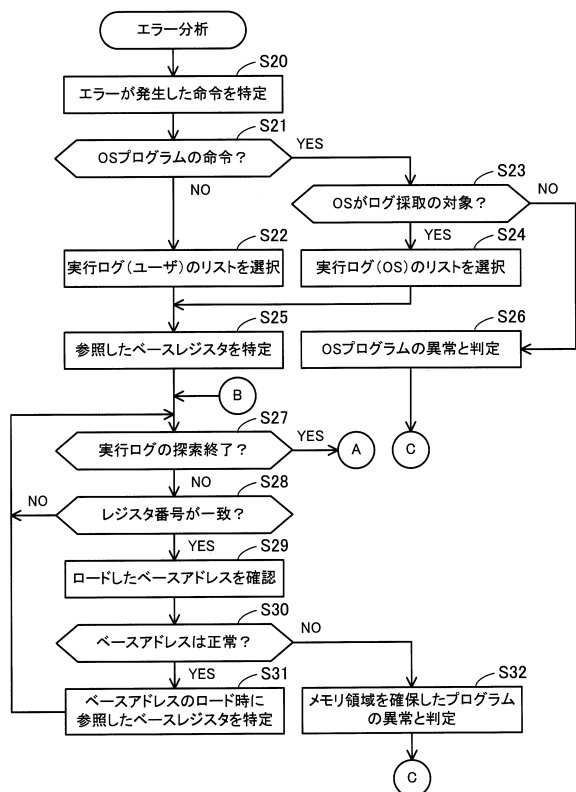 エラー分析
S20
エラーが発生した命令を特定
S21
OSプログラムの命令？
YES
NO
S23
OSがログ採取の対象？
NO
YES
S22
実行ログ（ユーザ）のリストを選択
S24
実行ログ（OS）のリストを選択
S25
参照したベースレジスタを特定
S26
OSプログラムの異常と判定
B
C
S27
実行ログの探索終了？
YES
A
NO
S28
レジスタ番号が一致？
NO
YES
S29
ロードしたベースアドレスを確認
S30
ベースアドレスは正常？
NO
YES
S31
ベースアドレスのロード時に
参照したベースレジスタを特定
S32
メモリ領域を確保したプログラム
の異常と判定
C